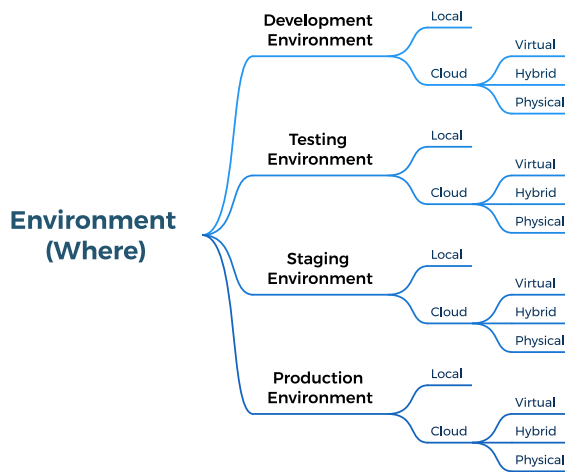 Environment
(Where)
Development
Environment
Local
Cloud
Virtual
Hybrid
Physical
Testing
Environment
Local
Cloud
Virtual
Hybrid
Physical
Staging
Environment
Local
Cloud
Virtual
Hybrid
Physical
Production
Environment
Local
Cloud
Virtual
Hybrid
Physical